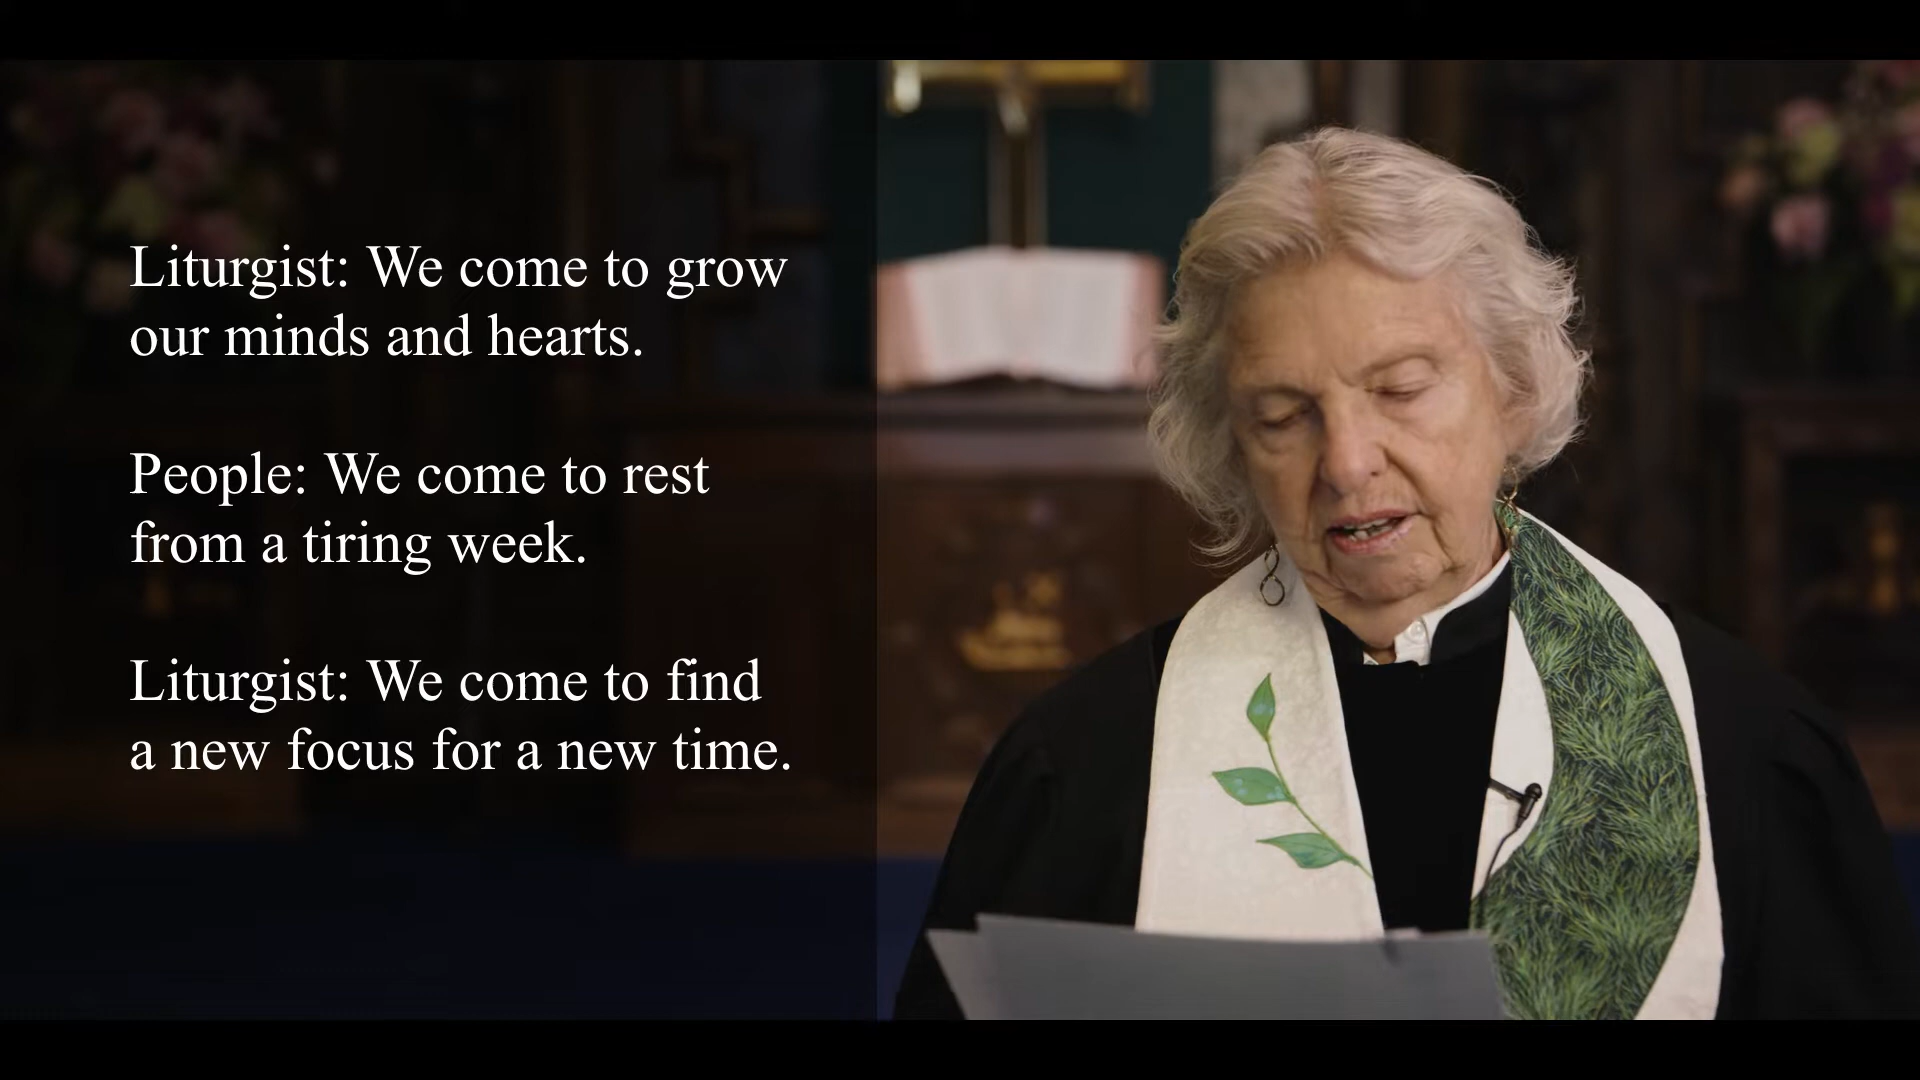 Liturgist: We come to grow
our minds and hearts.
People: We come to rest
from a tiring week.
Liturgist: We come to find
a new focus for a new time.